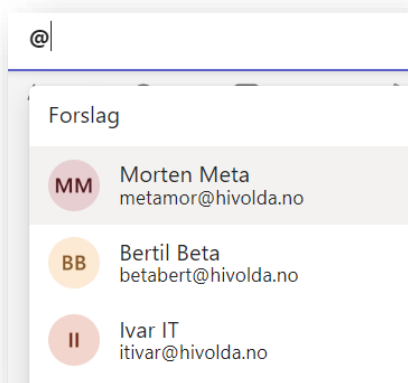 @
Forslag
MM
Morten Meta
metamor@hivolda.no
BB
Bertil Beta
betabert@hivolda.no
II
Ivar IT
itivar@hivolda.no